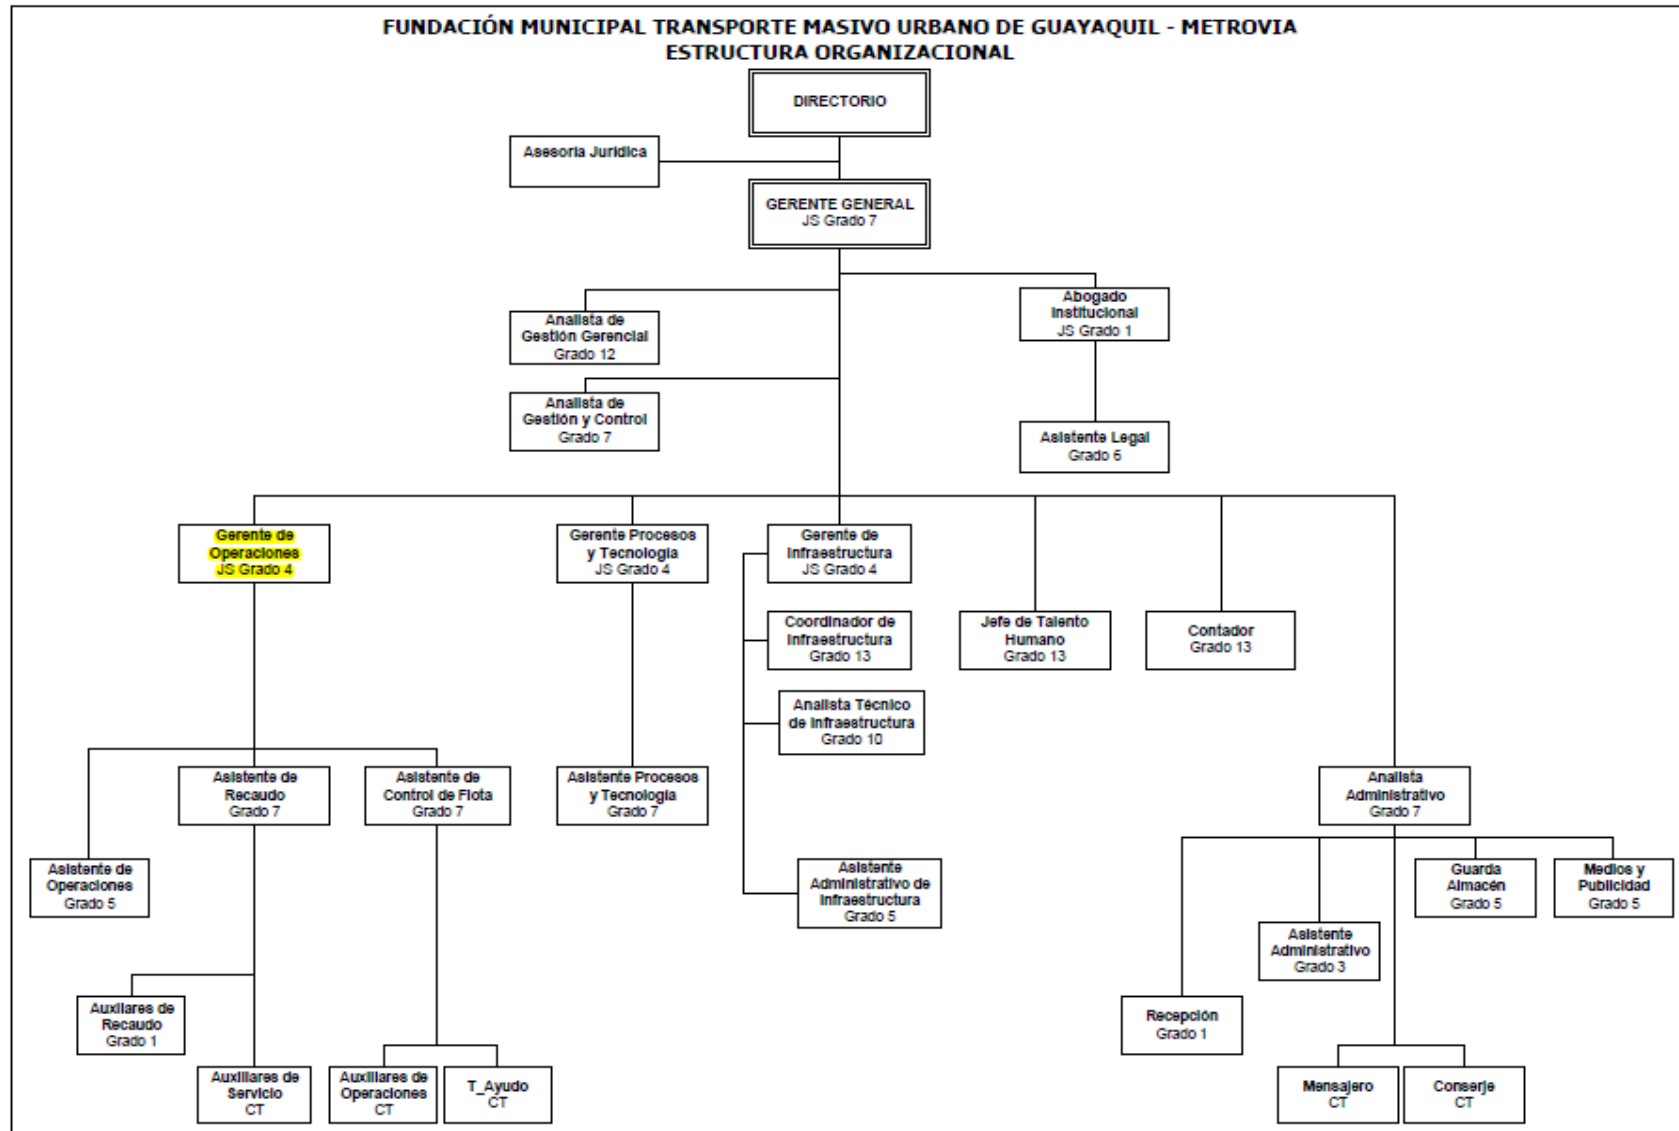 FUNDACIÓN MUNICIPAL TRANSPORTE MASIVO URBANO DE GUAYAQUIL - METROVIA
ESTRUCTURA ORGANIZACIONAL
DIRECTORIO
Asesoría Jurídica
GERENTE GENERAL
JS Grado 7
Analista de
Gestión Gerencial
Grado 12
Abogado
Institucional
JS Grado 1
Analista de
Gestión y Control
Grado 7
Asistente Legal
Grado 6
Gerente de
Operaciones
JS Grado 4
Gerente Procesos
y Tecnología
JS Grado 4
Gerente de
Infraestructura
JS Grado 4
Coordinador de
Infraestructura
Grado 13
Jefe de Talento
Humano
Grado 13
Contador
Grado 13
Analista Técnico
de Infraestructura
Grado 10
Asistente de
Recaudo
Grado 7
Asistente de
Control de Flota
Grado 7
Asistente Procesos
y Tecnología
Grado 7
Analista
Administrativo
Grado 7
Asistente de
Operaciones
Grado 5
Asistente
Administrativo de
Infraestructura
Grado 5
Guarda
Almacén
Grado 5
Medios y
Publicidad
Grado 5
Asistente
Administrativo
Grado 3
Auxiliares de
Recaudo
Grado 1
Recepción
Grado 1
Auxiliares de
Servicio
CT
Auxiliares de
Operaciones
CT
T_Ayudo
CT
Mensajero
CT
Conserje
CT